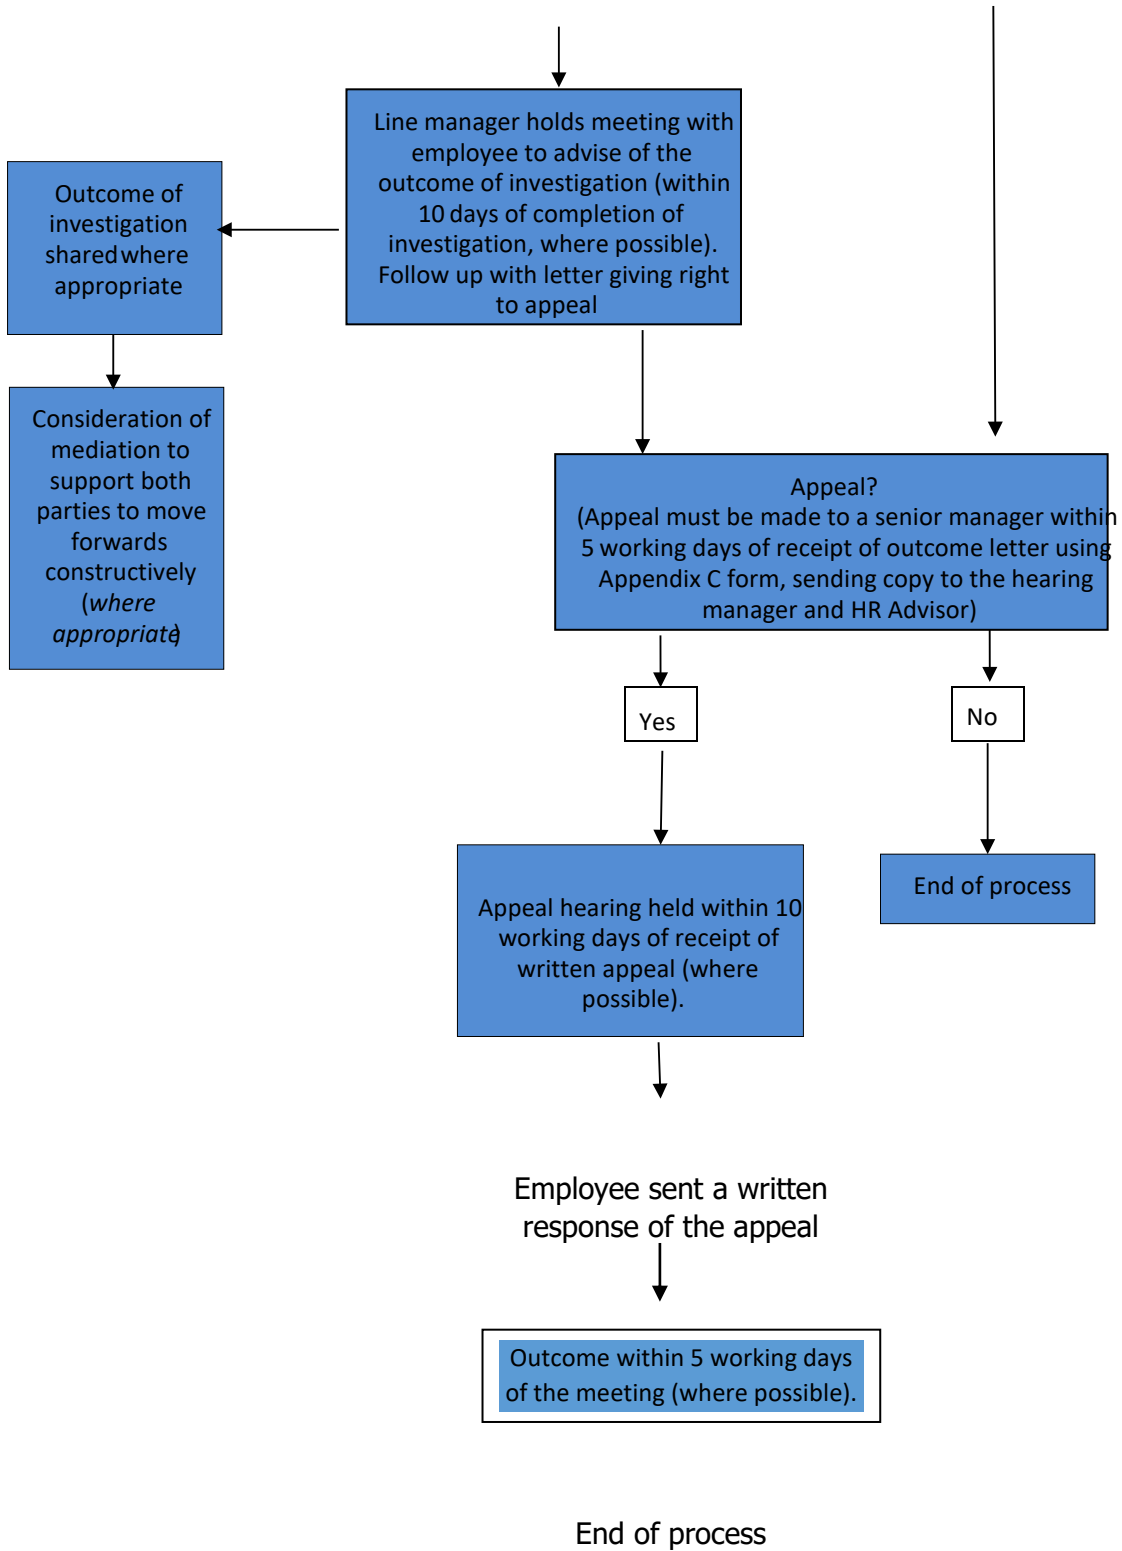 Line manager holds meeting with
employee to advise of the
outcome of investigation (within
10 days of completion of
investigation, where possible).
Follow up with letter giving right
to appeal
Outcome of
investigation
shared where
appropriate
Consideration of
mediation to
support both
parties to move
forwards
constructively
(where
appropriate)
Appeal?
(Appeal must be made to a senior manager within
5 working days of receipt of outcome letter using
Appendix C form, sending copy to the hearing
manager and HR Advisor)
Yes
No
Appeal hearing held within 10
working days of receipt of
written appeal (where
possible).
End of process
Employee sent a written
response of the appeal
Outcome within 5 working days
of the meeting (where possible).
End of process